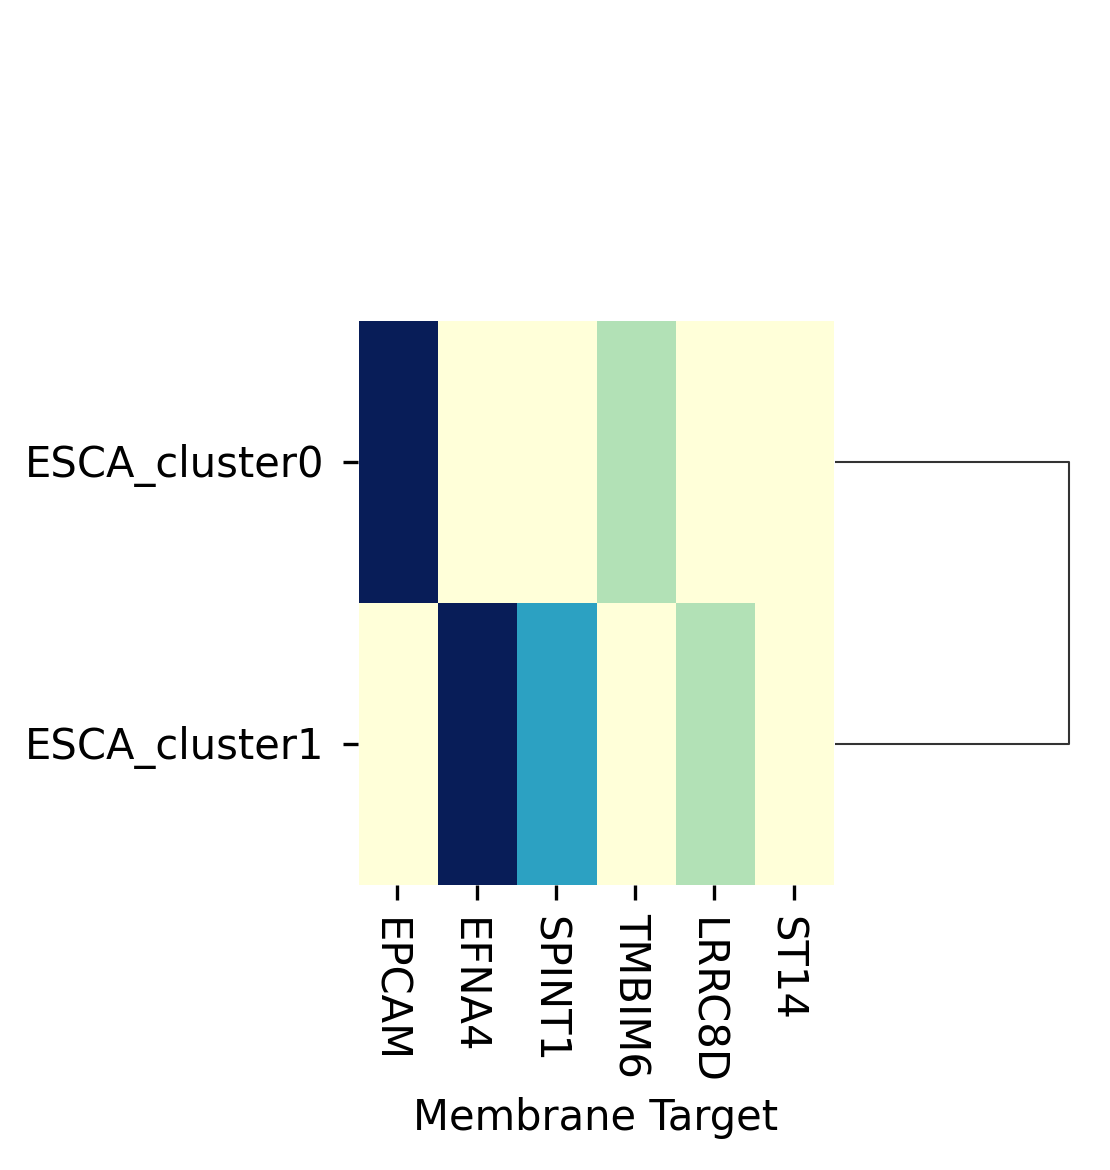 ESCA_cluster0
ESCA_cluster1
EPCAM
EFNA4
SPINT1
TMBIM6
LRRC8D
ST14
Membrane Target